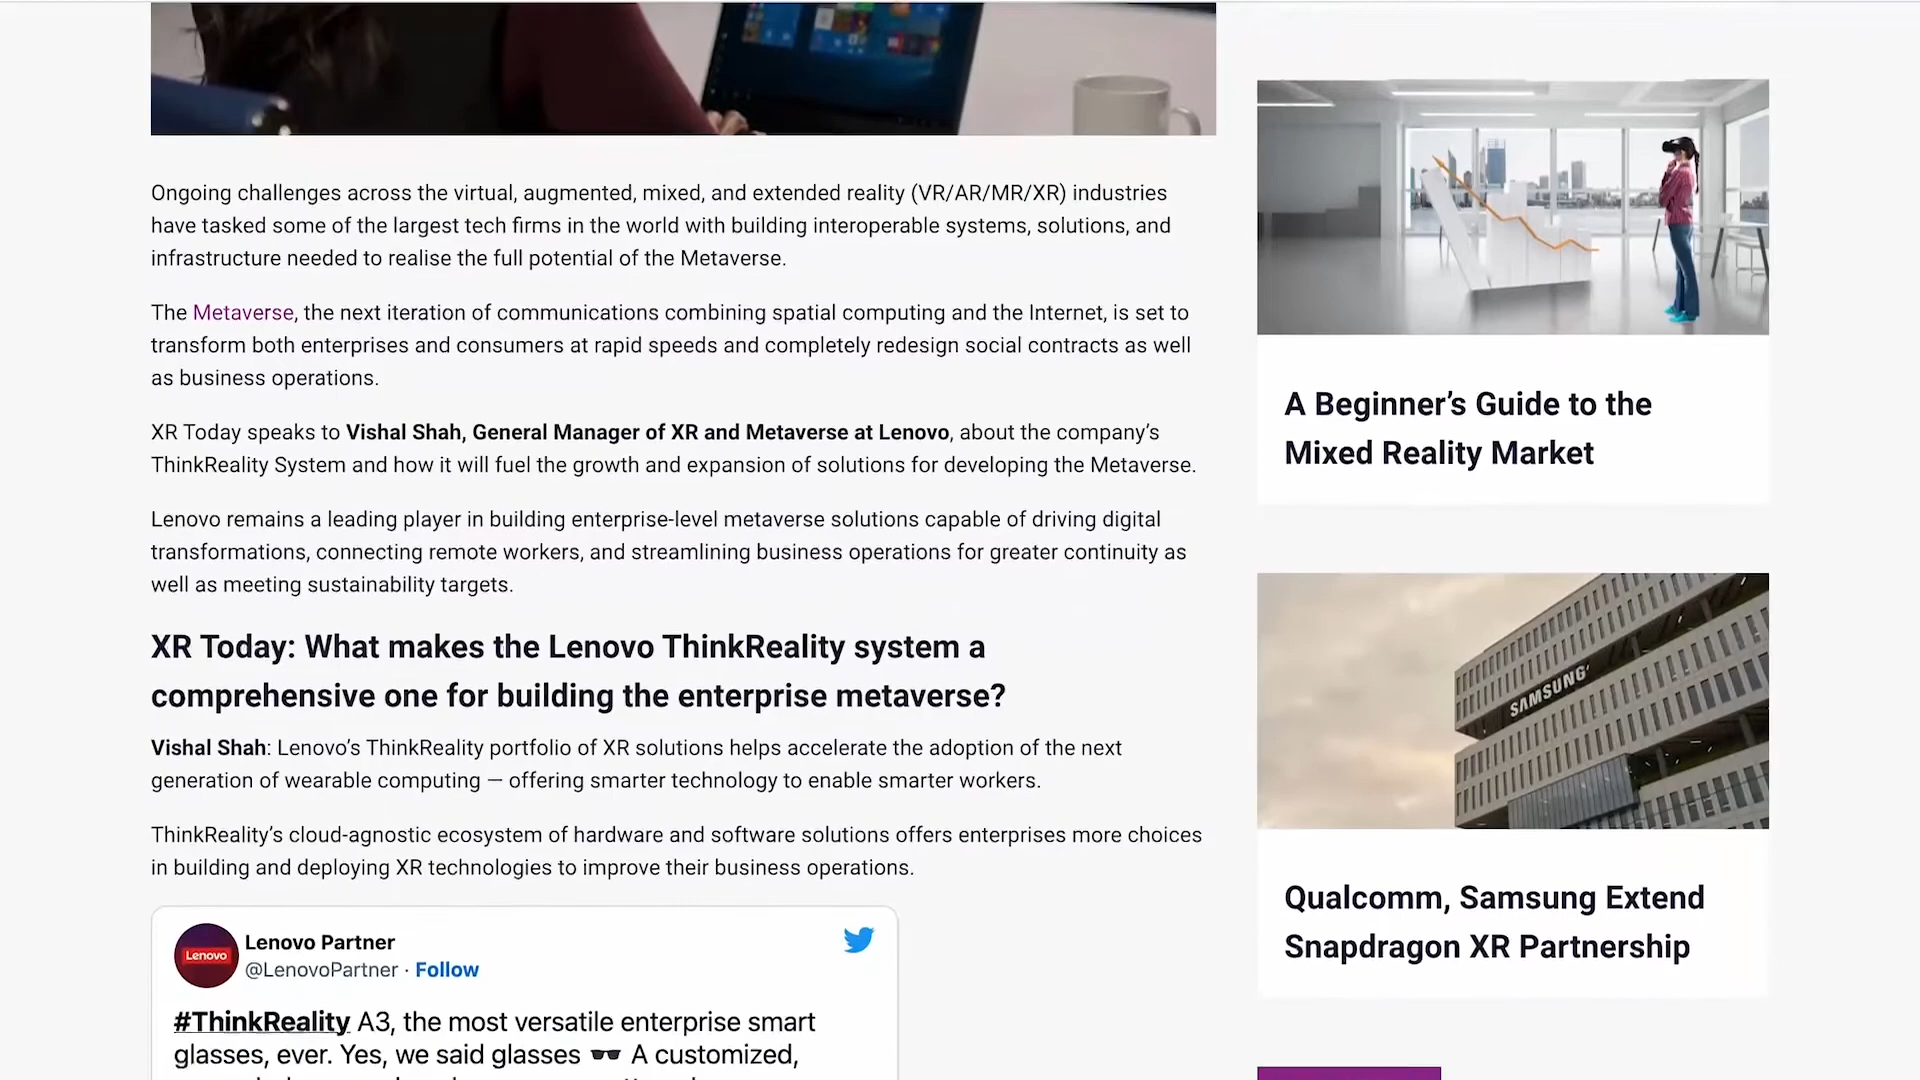 Ongoing challenges across the virtual, augmented, mixed, and extended reality (VR/AR/MR/XR) industries
have tasked some of the largest tech firms in the world with building interoperable systems, solutions, and
infrastructure needed to realise the full potential of the Metaverse.
The Metaverse, the next iteration of communications combining spatial computing and the Internet, is set to
transform both enterprises and consumers at rapid speeds and completely redesign social contracts as well
as business operations.
XR Today speaks to Vishal Shah, General Manager of XR and Metaverse at Lenovo, about the company’s
ThinkReality System and how it will fuel the growth and expansion of solutions for developing the Metaverse.
Lenovo remains a leading player in building enterprise-level metaverse solutions capable of driving digital
transformations, connecting remote workers, and streamlining business operations for greater continuity as
well as meeting sustainability targets.
XR Today: What makes the Lenovo ThinkReality system a
comprehensive one for building the enterprise metaverse?
Vishal Shah: Lenovo’s ThinkReality portfolio of XR solutions helps accelerate the adoption of the next
generation of wearable computing — offering smarter technology to enable smarter workers.
ThinkReality’s cloud-agnostic ecosystem of hardware and software solutions offers enterprises more choices
in building and deploying XR technologies to improve their business operations.
Lenovo
Lenovo Partner
@LenovoPartner · Follow
#ThinkReality A3, the most versatile enterprise smart
glasses, ever. Yes, we said glasses 🕶️ A customized,
A Beginner’s Guide to the
Mixed Reality Market
SAMSUNG
Qualcomm, Samsung Extend
Snapdragon XR Partnership